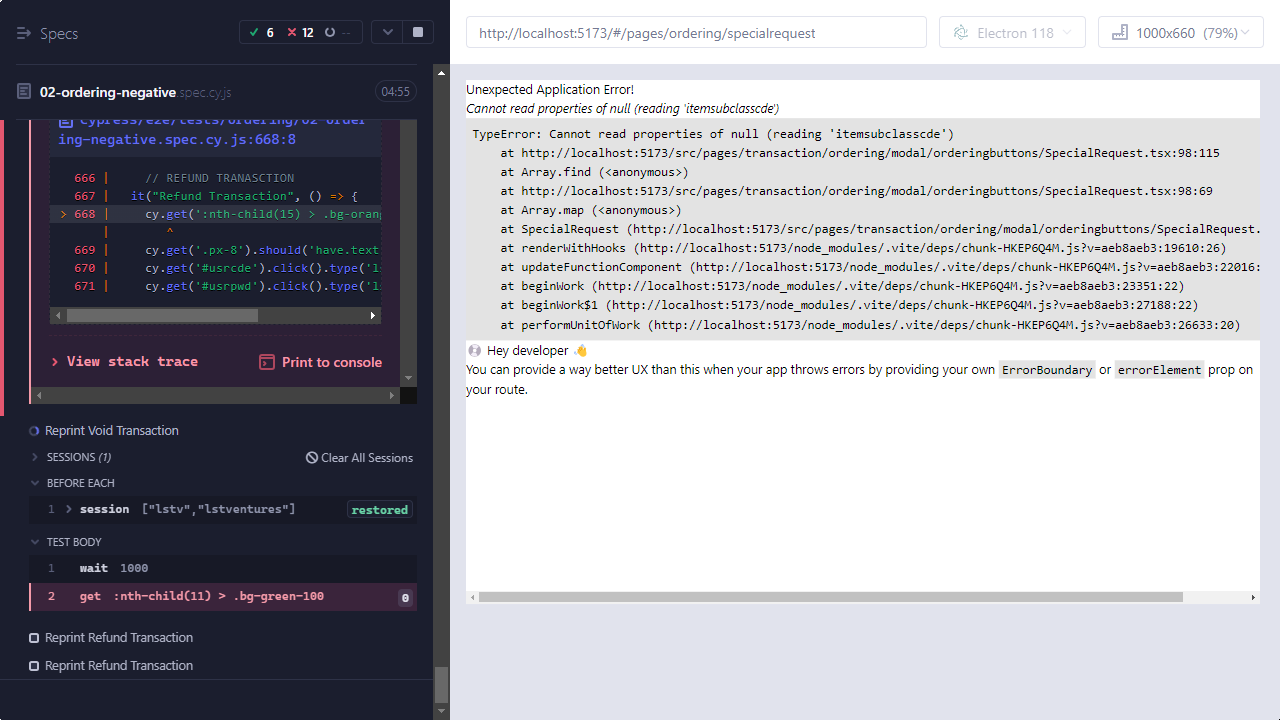 Specs
6 12 --
02-ordering-negative.spec.cy.js 04:55
cypress/e2e/tests/ordering/02-order
ing-negative.spec.cy.js:668:8
666 | // REFUND TRANASCTION
667 | it("Refund Transaction", () => {
> 668 | cy.get(':nth-child(15) > .bg-orang
| ^
669 | cy.get('.px-8').should('have.text
670 | cy.get('#usrcde').click().type('ls
671 | cy.get('#usrpwd').click().type('ls
> View stack trace
Print to console
Reprint Void Transaction
SESSIONS (1)
Clear All Sessions
BEFORE EACH
1 > session ["lstv","lstventures"] restored
TEST BODY
1 wait 1000
2 get :nth-child(11) > .bg-green-100 0
Reprint Refund Transaction
Reprint Refund Transaction
http://localhost:5173/#/pages/ordering/specialrequest
Electron 118
1000x660 (79%)
Unexpected Application Error!
Cannot read properties of null (reading 'itemsubclasscde')
TypeError: Cannot read properties of null (reading 'itemsubclasscde')
at http://localhost:5173/src/pages/transaction/ordering/modal/orderingbuttons/SpecialRequest.tsx:98:115
at Array.find (<anonymous>)
at http://localhost:5173/src/pages/transaction/ordering/modal/orderingbuttons/SpecialRequest.tsx:98:69
at Array.map (<anonymous>)
at SpecialRequest (http://localhost:5173/src/pages/transaction/ordering/modal/orderingbuttons/SpecialRequest.
at renderWithHooks (http://localhost:5173/node_modules/.vite/deps/chunk-HKEP6Q4M.js?v=aeb8aeb3:19610:26)
at updateFunctionComponent (http://localhost:5173/node_modules/.vite/deps/chunk-HKEP6Q4M.js?v=aeb8aeb3:22016:
at beginWork (http://localhost:5173/node_modules/.vite/deps/chunk-HKEP6Q4M.js?v=aeb8aeb3:23351:22)
at beginWork$1 (http://localhost:5173/node_modules/.vite/deps/chunk-HKEP6Q4M.js?v=aeb8aeb3:27188:22)
at performUnitOfWork (http://localhost:5173/node_modules/.vite/deps/chunk-HKEP6Q4M.js?v=aeb8aeb3:26633:20)
Hey developer 👋
You can provide a way better UX than this when your app throws errors by providing your own ErrorBoundary or errorElement prop on
your route.